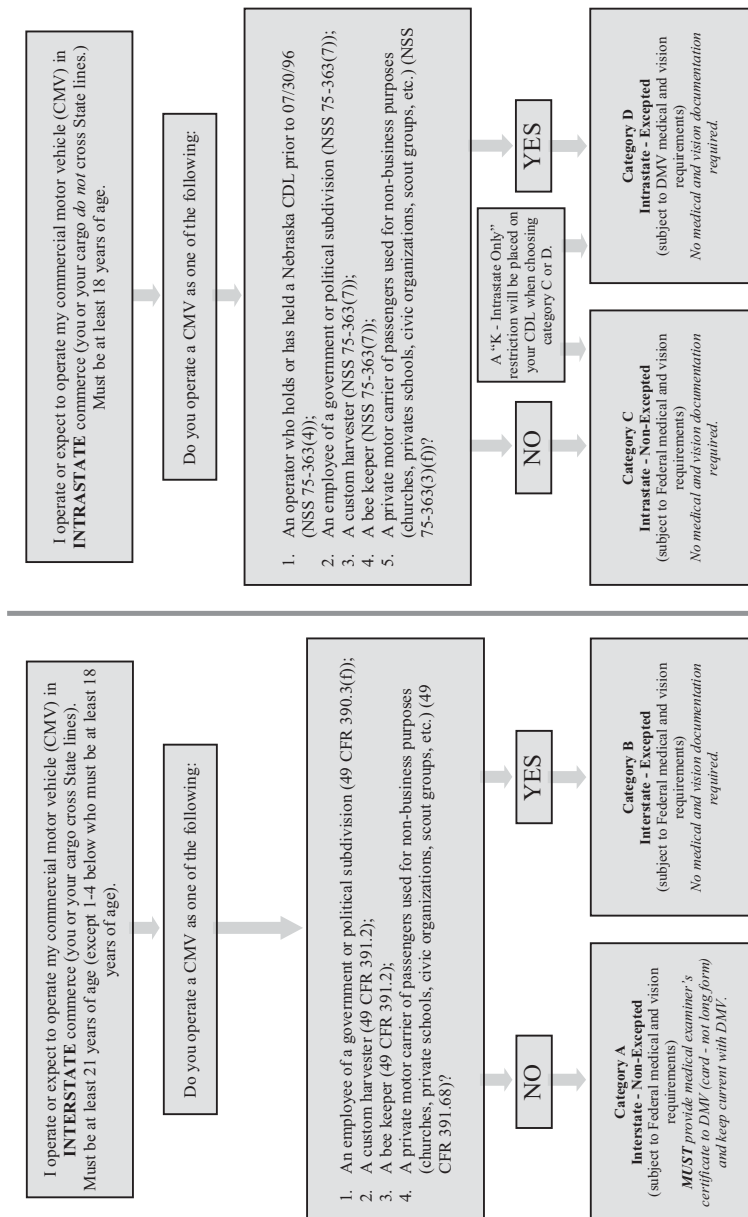 I operate or expect to operate my commercial motor vehicle (CMV) in
INTERSTATE commerce (you or your cargo cross State lines).
Must be at least 21 years of age (except 1-4 below who must be at least 18
years of age).
Do you operate a CMV as one of the following:
1. An employee of a government or political subdivision (49 CFR 390.3(f));
2. A custom harvester (49 CFR 391.2);
3. A bee keeper (49 CFR 391.2);
4. A private motor carrier of passengers used for non-business purposes
(churches, private schools, civic organizations, scout groups, etc.) (49
CFR 391.68)?
NO
YES
Category A
Interstate - Non-Excepted
(subject to Federal medical and vision
requirements)
MUST provide medical examiner's
certificate to DMV (card - not long form)
and keep current with DMV.
Category B
Interstate - Excepted
(subject to Federal medical and vision
requirements)
No medical and vision documentation
required.
I operate or expect to operate my commercial motor vehicle (CMV) in
INTRASTATE commerce (you or your cargo do not cross State lines.)
Must be at least 18 years of age.
Do you operate a CMV as one of the following:
1. An operator who holds or has held a Nebraska CDL prior to 07/30/96
(NSS 75-363(4));
2. An employee of a government or political subdivision (NSS 75-363(7));
3. A custom harvester (NSS 75-363(7));
4. A bee keeper (NSS 75-363(7));
5. A private motor carrier of passengers used for non-business purposes
(churches, privates schools, civic organizations, scout groups, etc.) (NSS
75-363(3)(f))?
NO
YES
A “K - Intrastate Only”
restriction will be placed on
your CDL when choosing
category C or D.
Category C
Intrastate - Non-Excepted
(subject to Federal medical and vision
requirements)
No medical and vision documentation
required.
Category D
Intrastate - Excepted
(subject to DMV medical and vision
requirements)
No medical and vision documentation
required.